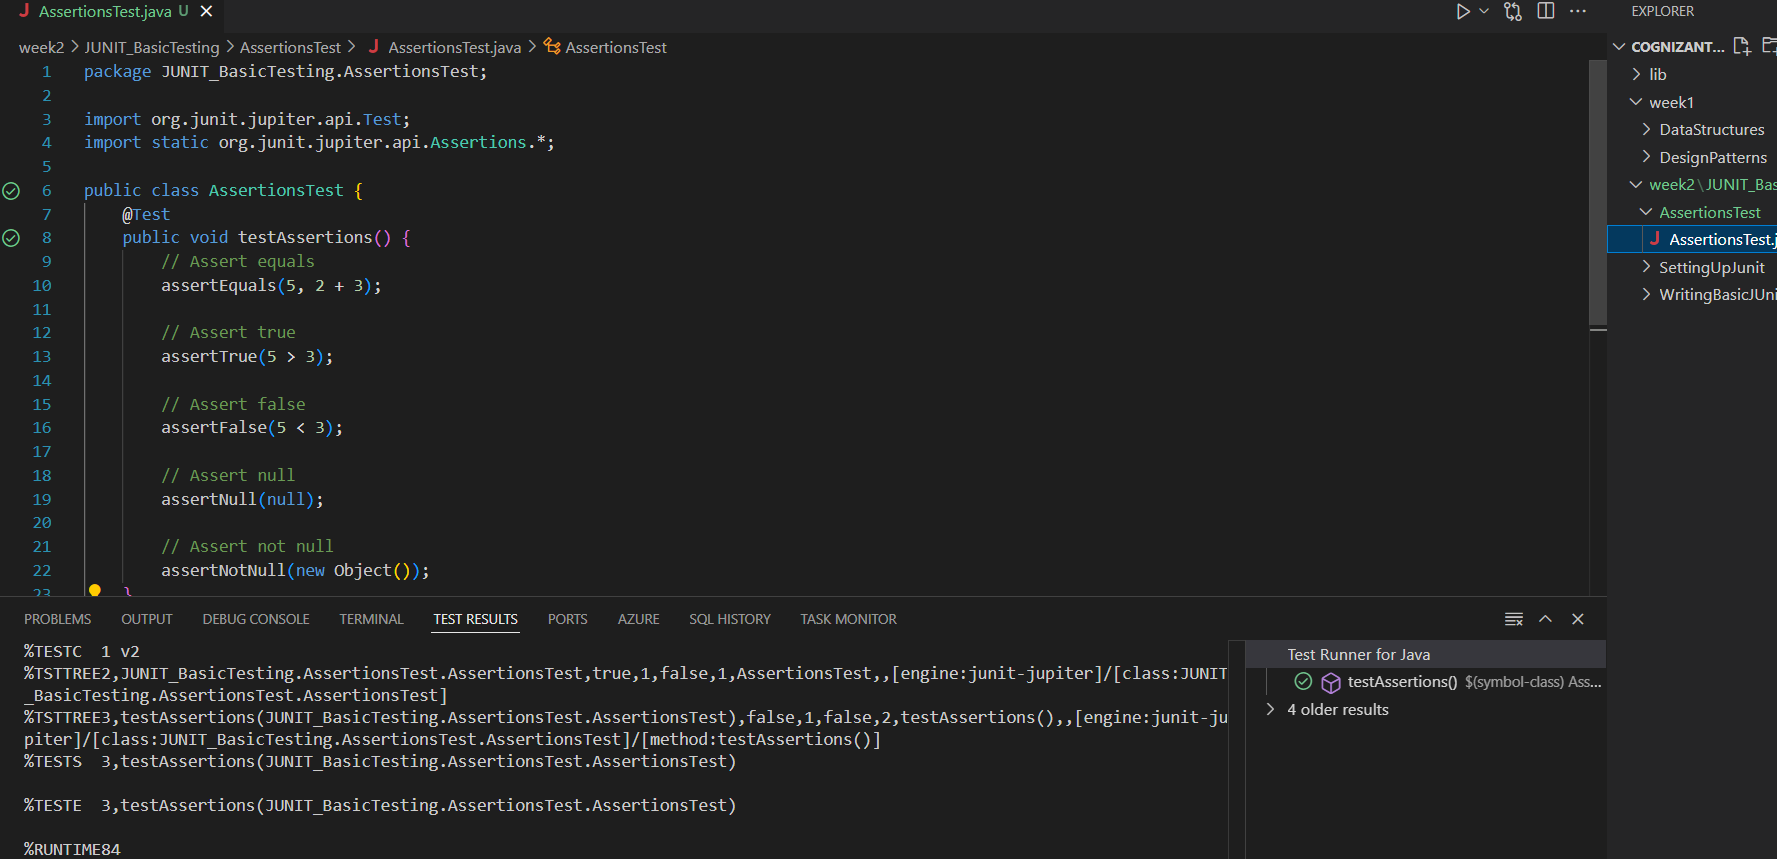 AssertionsTest.java U
week2 > JUNIT_BasicTesting > AssertionsTest > J AssertionsTest.java > AssertionsTest
1 package JUNIT_BasicTesting.AssertionsTest;
2
3 import org.junit.jupiter.api.Test;
4 import static org.junit.jupiter.api.Assertions.*;
5
6 public class AssertionsTest {
7 @Test
8 public void testAssertions() {
9 // Assert equals
10 assertEquals(5, 2 + 3);
11
12 // Assert true
13 assertTrue(5 > 3);
14
15 // Assert false
16 assertFalse(5 < 3);
17
18 // Assert null
19 assertNull(null);
20
21 // Assert not null
22 assertNotNull(new Object());
23 }
EXPLORER
COGNIZANT...
lib
week1
DataStructures
DesignPatterns
week2\JUNIT_Bas
AssertionsTest
J AssertionsTest.j
SettingUpJunit
WritingBasicJUni
PROBLEMS OUTPUT DEBUG CONSOLE TERMINAL TEST RESULTS PORTS AZURE SQL HISTORY TASK MONITOR
%TESTC 1 v2
%TSTTREE2,JUNIT_BasicTesting.AssertionsTest.AssertionsTest,true,1,false,1,AssertionsTest,,[engine:junit-jupiter]/[class:JUNIT
_BasicTesting.AssertionsTest.AssertionsTest]
%TSTTREE3,testAssertions(JUNIT_BasicTesting.AssertionsTest.AssertionsTest),false,1,false,2,testAssertions(),,[engine:junit-ju
piter]/[class:JUNIT_BasicTesting.AssertionsTest.AssertionsTest]/[method:testAssertions()]
%TESTS 3,testAssertions(JUNIT_BasicTesting.AssertionsTest.AssertionsTest)
%TESTE 3,testAssertions(JUNIT_BasicTesting.AssertionsTest.AssertionsTest)
%RUNTIME84
Test Runner for Java
testAssertions() $(symbol-class) Ass...
4 older results